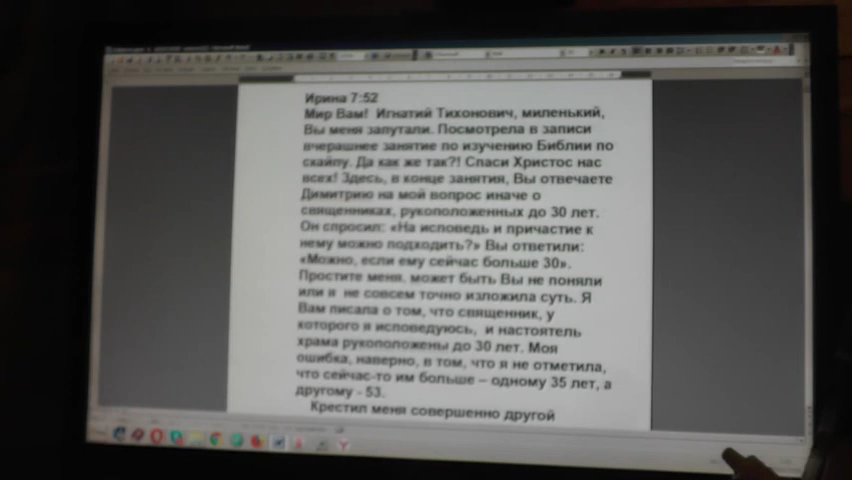 Ирина 7:52
Мир Вам! Игнатий Тихонович, миленький,
Вы меня запутали. Посмотрела в записи
вчерашнее занятие по изучению Библии по
скайпу. Да как же так?! Спаси Христос нас
всех! Здесь, в конце занятия, Вы отвечаете
Димитрию на мой вопрос иначе о
священниках, рукоположенных до 30 лет.
Он спросил: «На исповедь и причастие к
нему можно подходить?» Вы ответили:
«Можно, если ему сейчас больше 30».
Простите меня, может быть Вы не поняли
или я не совсем точно изложила суть. Я
Вам писала о том, что священник, у
которого я исповедуюсь, и настоятель
храма рукоположены до 30 лет. Моя
ошибка, наверно, в том, что я не отметила,
что сейчас-то им больше – одному 35 лет, а
другому - 53.
Крестил меня совершенно другой